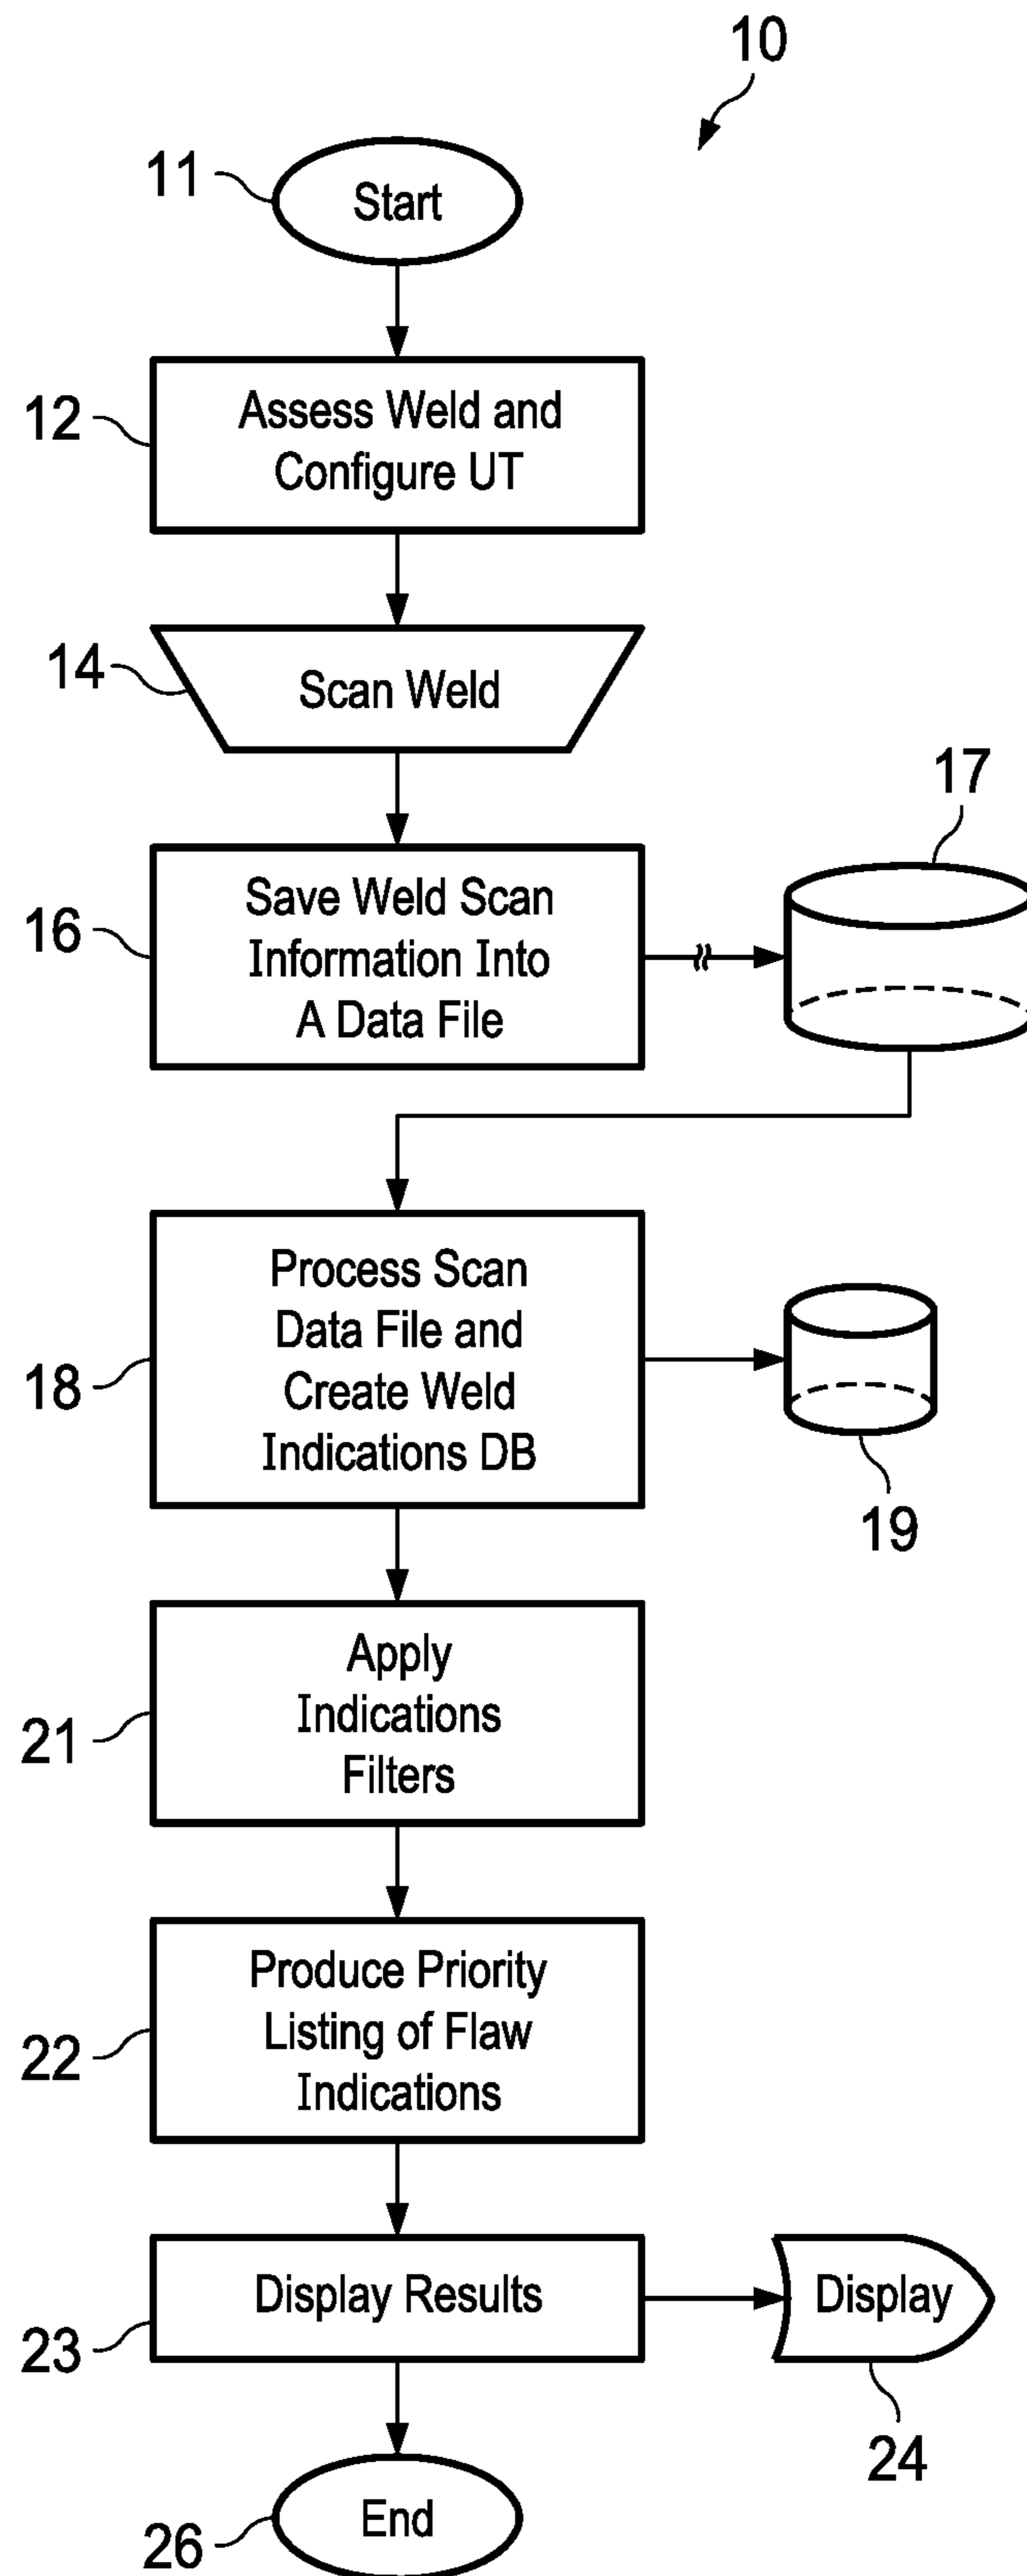 10
11
Start
12
Assess Weld and
Configure UT
14
Scan Weld
17
16
Save Weld Scan
Information Into
A Data File
18
Process Scan
Data File and
Create Weld
Indications DB
19
21
Apply
Indications
Filters
22
Produce Priority
Listing of Flaw
Indications
23
Display Results
Display
24
26
End